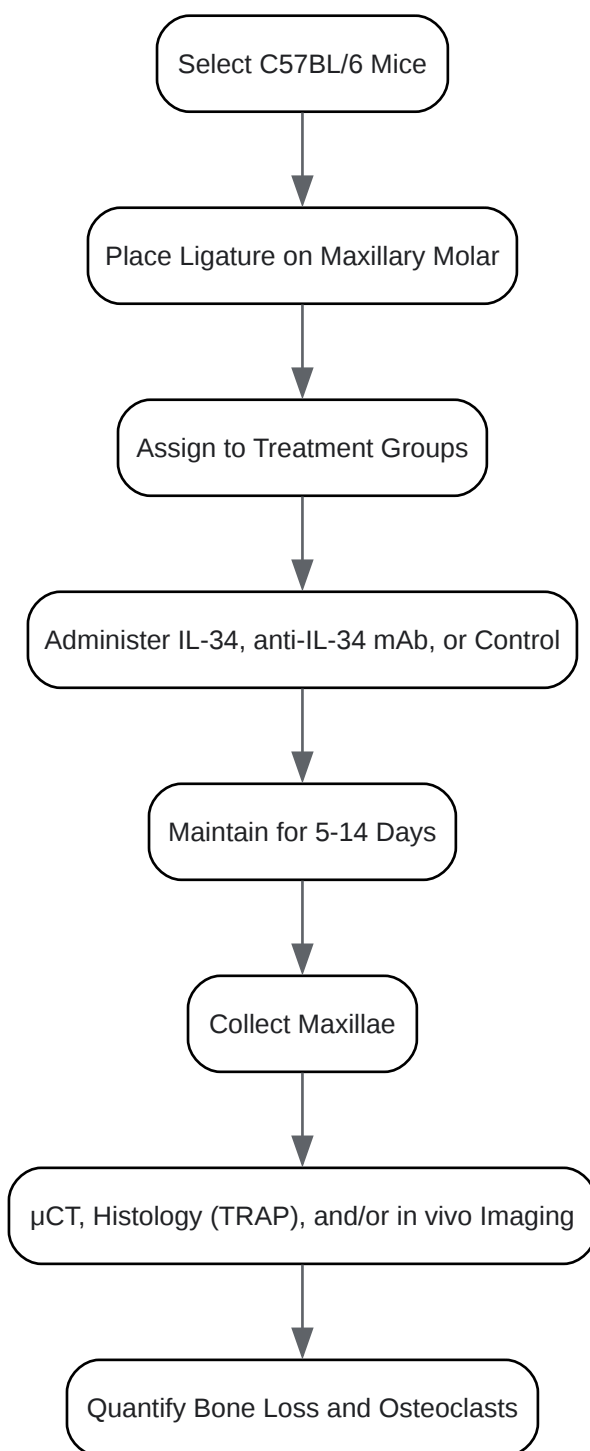 Select C57BL/6 Mice
Place Ligature on Maxillary Molar
Assign to Treatment Groups
Administer IL-34, anti-IL-34 mAb, or Control
Maintain for 5-14 Days
Collect Maxillae
µCT, Histology (TRAP), and/or in vivo Imaging
Quantify Bone Loss and Osteoclasts